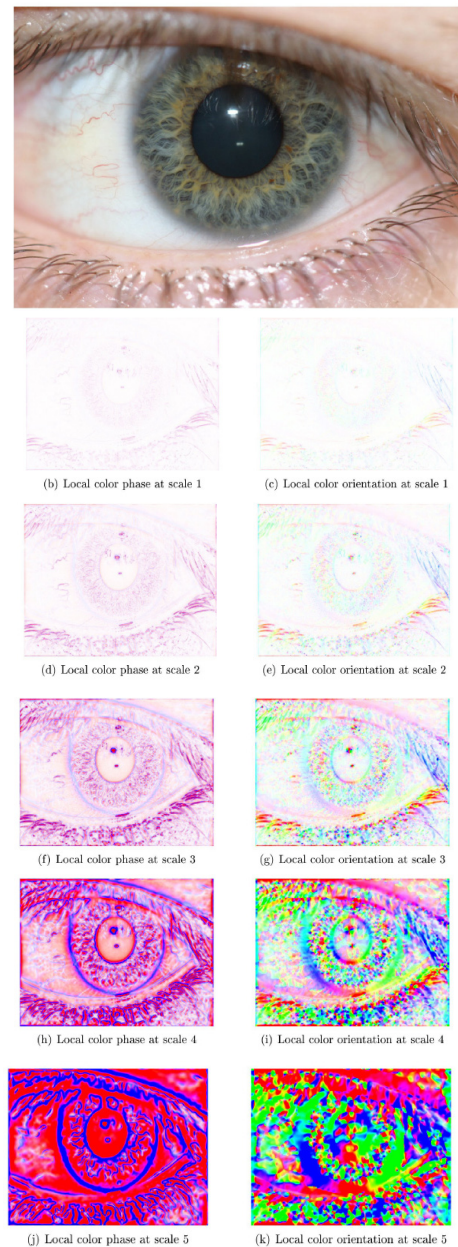 (b) Local color phase at scale 1
(c) Local color orientation at scale 1
(d) Local color phase at scale 2
(e) Local color orientation at scale 2
(f) Local color phase at scale 3
(g) Local color orientation at scale 3
(h) Local color phase at scale 4
(i) Local color orientation at scale 4
(j) Local color phase at scale 5
(k) Local color orientation at scale 5